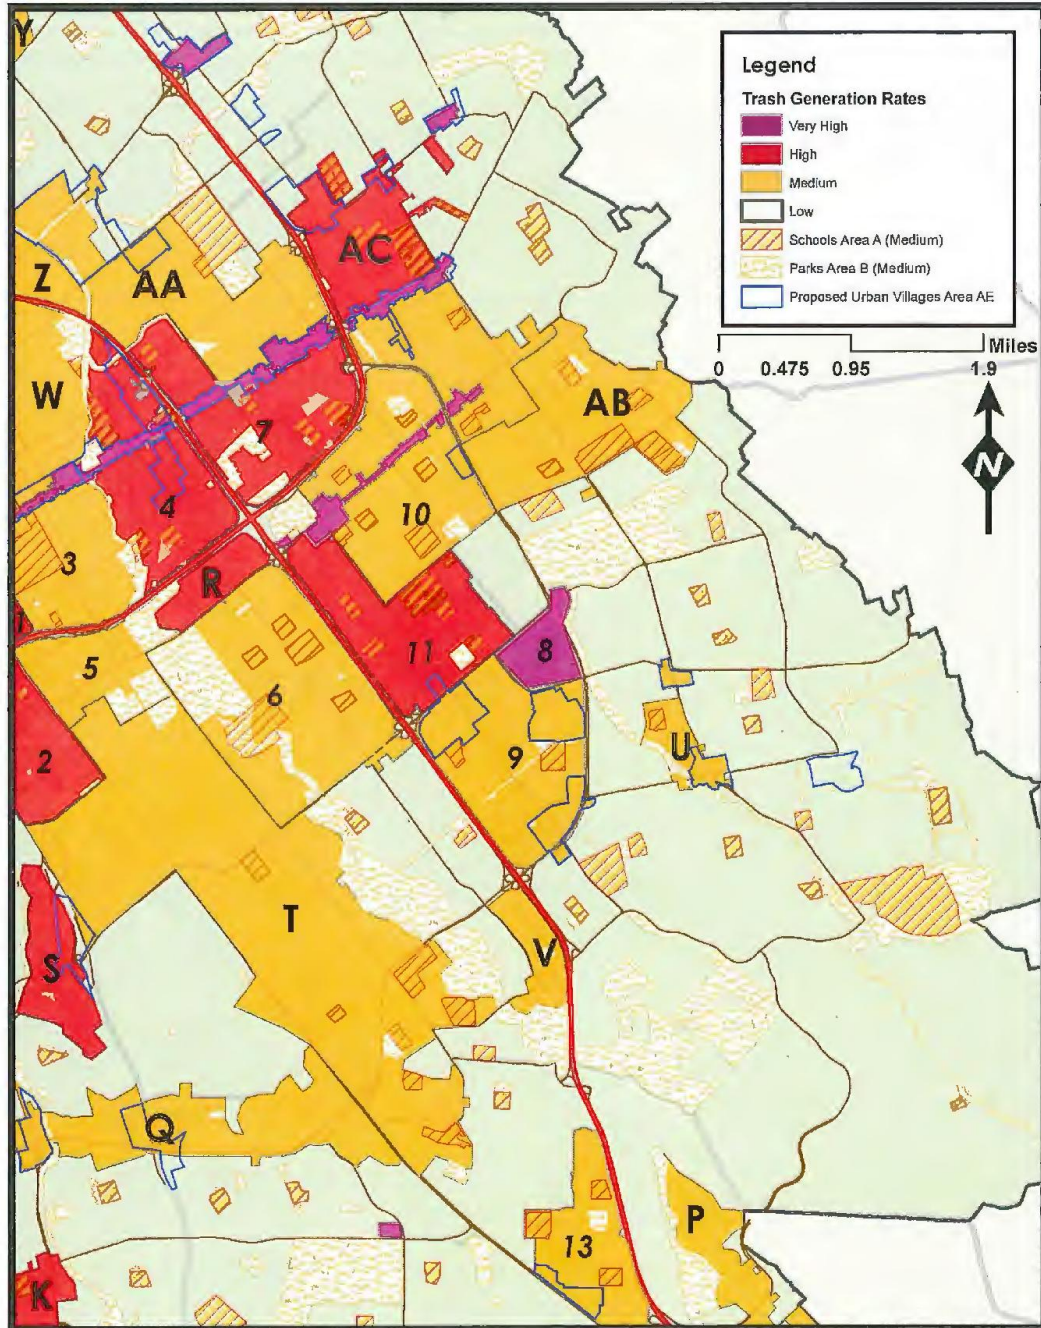 Y
Legend
Trash Generation Rates
Very High
High
Medium
Low
Schools Area A (Medium)
Parks Area B (Medium)
Proposed Urban Villages Area AE
Miles
0 0.475 0.95 1.9
N
AC
Z AA
W
AB
7
4
10
3
R
1
11
8
5
6
2
9
U
T
V
S
Q
P
13
K